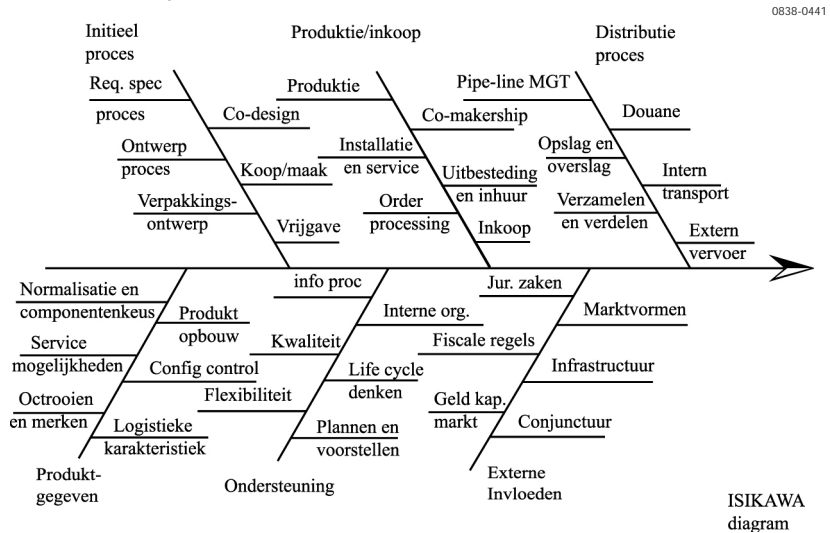 0838-0441
Initieel
proces
Produktie/inkoop
Distributie
proces
Req. spec
proces
Co-design
Ontwerp
proces
Koop/maak
Verpakkings-
ontwerp
Vrijgave
Produktie
Co-makership
Installatie
en service
Uitbesteding
en inhuur
Order
processing
Inkoop
Pipe-line MGT
Douane
Opslag en
overslag
Intern
transport
Verzamelen
en verdelen
Extern
vervoer
Normalisatie en
componentenkeus
Produkt
opbouw
Service
mogelijkheden
Config control
Octrooien
en merken
Logistieke
karakteristiek
Produkt-
gegeven
info proc
Interne org.
Kwaliteit
Life cycle
denken
Flexibiliteit
Plannen en
voorstellen
Ondersteuning
Jur. zaken
Marktvormen
Fiscale regels
Infrastructuur
Geld kap.
markt
Conjunctuur
Externe
Invloeden
ISIKAWA
diagram